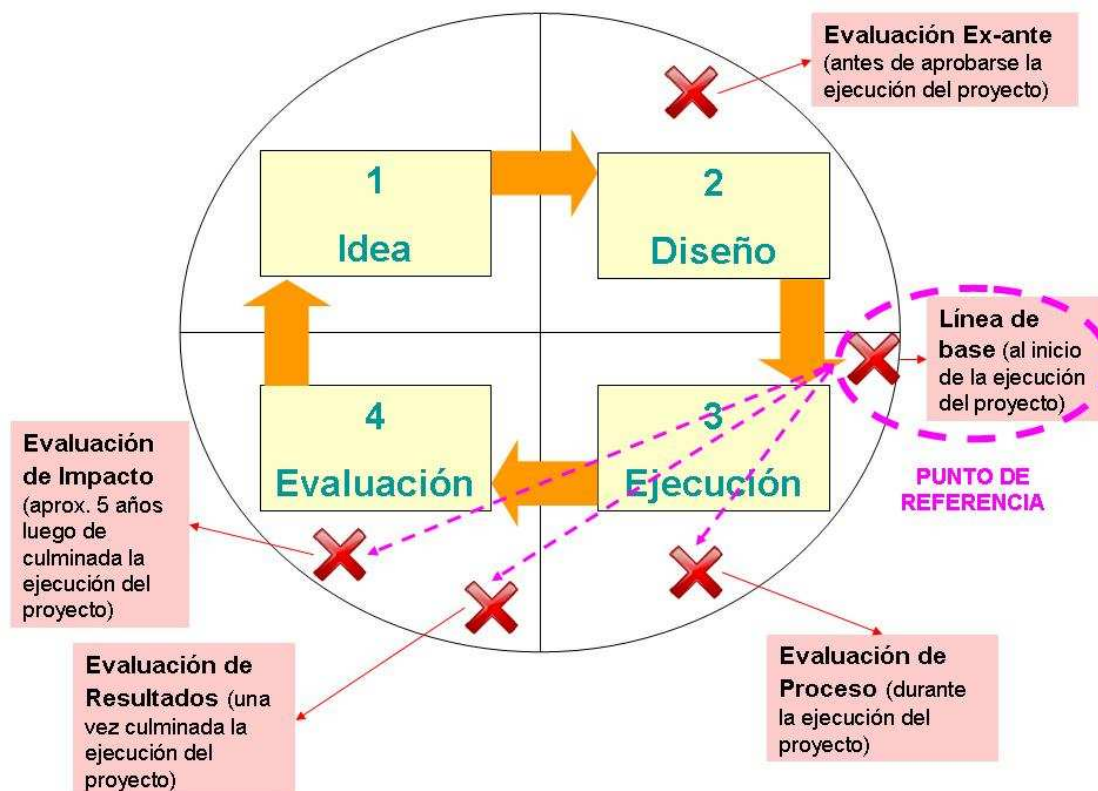 Evaluación Ex-ante
(antes de aprobarse la
ejecución del proyecto)
1
Idea
2
Diseño
Línea de
base (al inicio
de la ejecución
del proyecto)
PUNTO DE
REFERENCIA
4
Evaluación
3
Ejecución
Evaluación
de Impacto
(aprox. 5 años
luego de
culminada la
ejecución del
proyecto)
Evaluación de
Resultados (una
vez culminada la
ejecución del
proyecto)
Evaluación de
Proceso (durante
la ejecución del
proyecto)